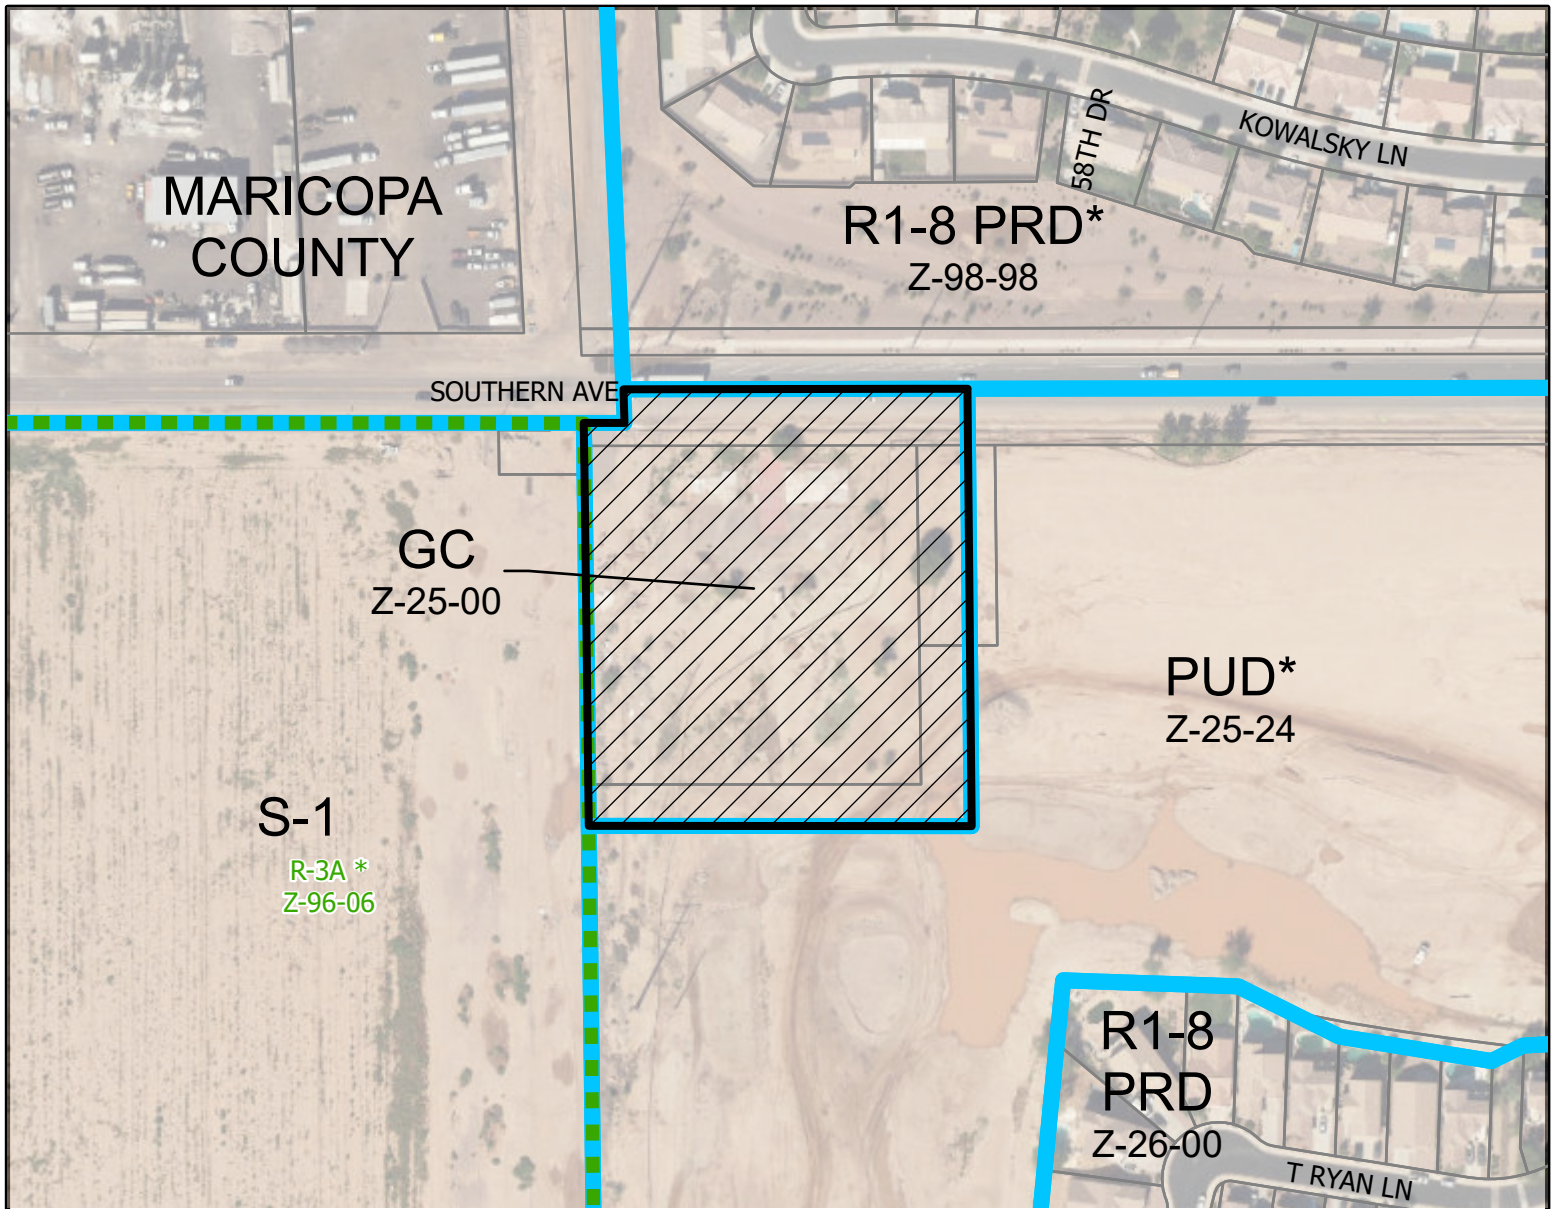 MARICOPA
COUNTY
58TH DR
KOWALSKY LN
R1-8 PRD*
Z-98-98
SOUTHERN AVE
GC
Z-25-00
PUD*
Z-25-24
S-1
R-3A *
Z-96-06
R1-8
PRD
Z-26-00
T RYAN LN